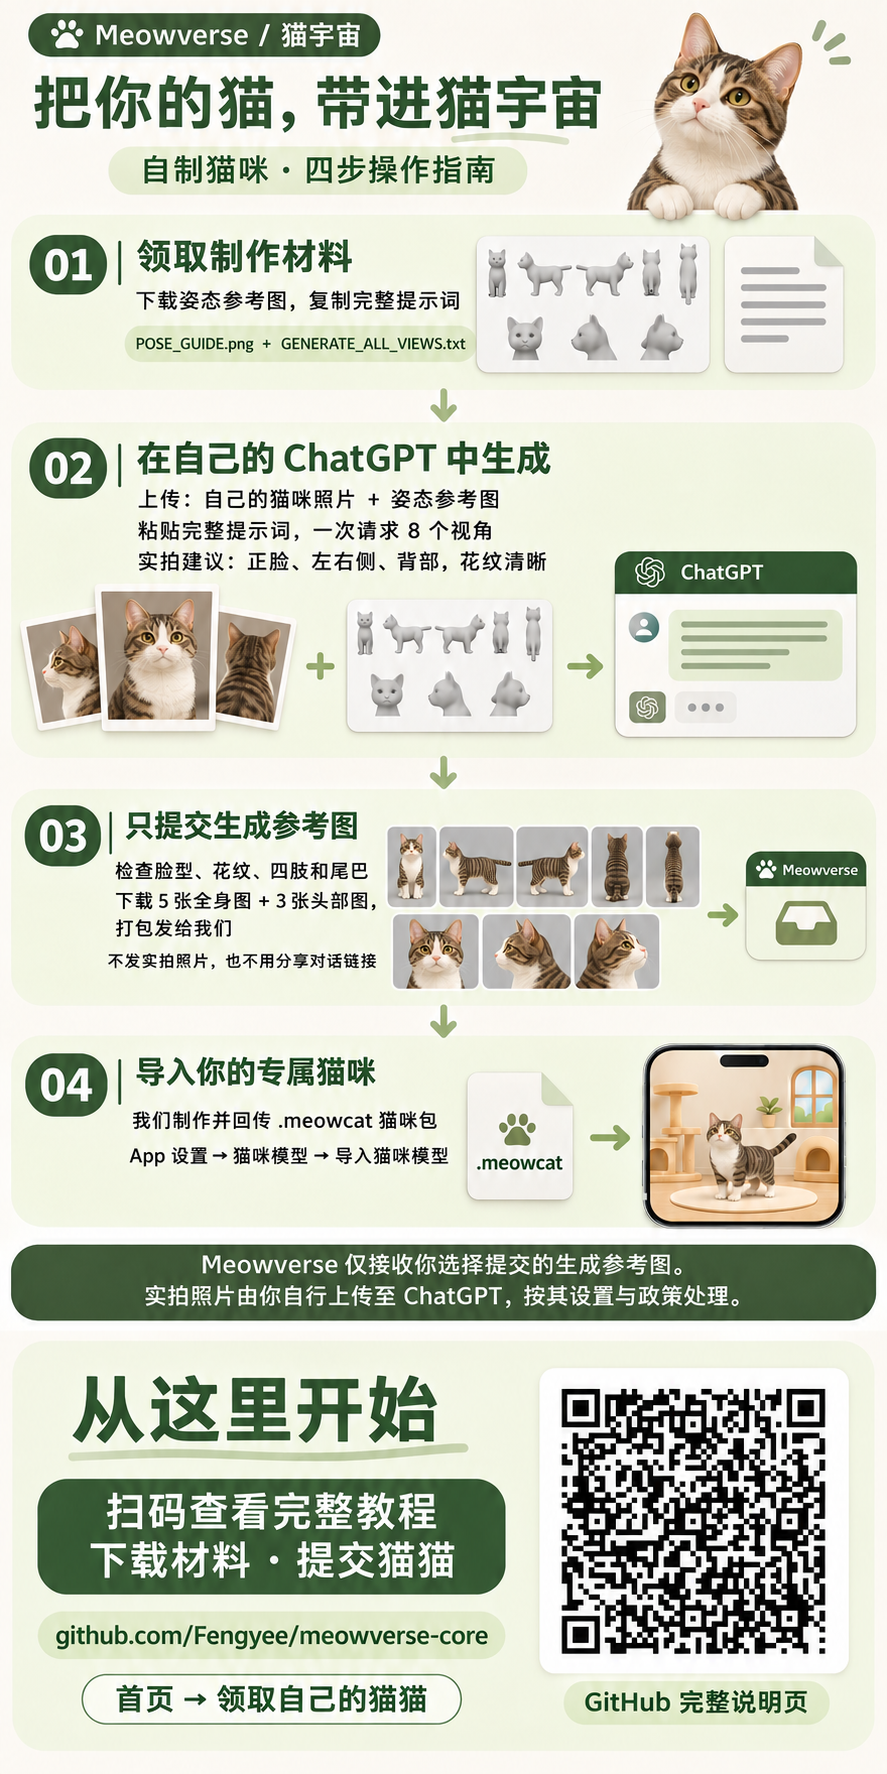 Meowverse / 猫宇宙
把你的猫，带进猫宇宙
自制猫咪 · 四步操作指南
01
领取制作材料
下载姿态参考图，复制完整提示词
POSE_GUIDE.png + GENERATE_ALL_VIEWS.txt
02
在自己的 ChatGPT 中生成
上传：自己的猫咪照片 + 姿态参考图
粘贴完整提示词，一次请求 8 个视角
实拍建议：正脸、左右侧、背部，花纹清晰
ChatGPT
03
只提交生成参考图
检查脸型、花纹、四肢和尾巴
下载 5 张全身图 + 3 张头部图，
打包发给我们
不发实拍照片，也不用分享对话链接
Meowverse
04
导入你的专属猫咪
我们制作并回传 .meowcat 猫咪包
App 设置 → 猫咪模型 → 导入猫咪模型
.meowcat
Meowverse 仅接收你选择提交的生成参考图。
实拍照片由你自行上传至 ChatGPT，按其设置与政策处理。
从这里开始
扫码查看完整教程
下载材料 · 提交猫猫
github.com/Fengyee/meowverse-core
首页 → 领取自己的猫猫
GitHub 完整说明页